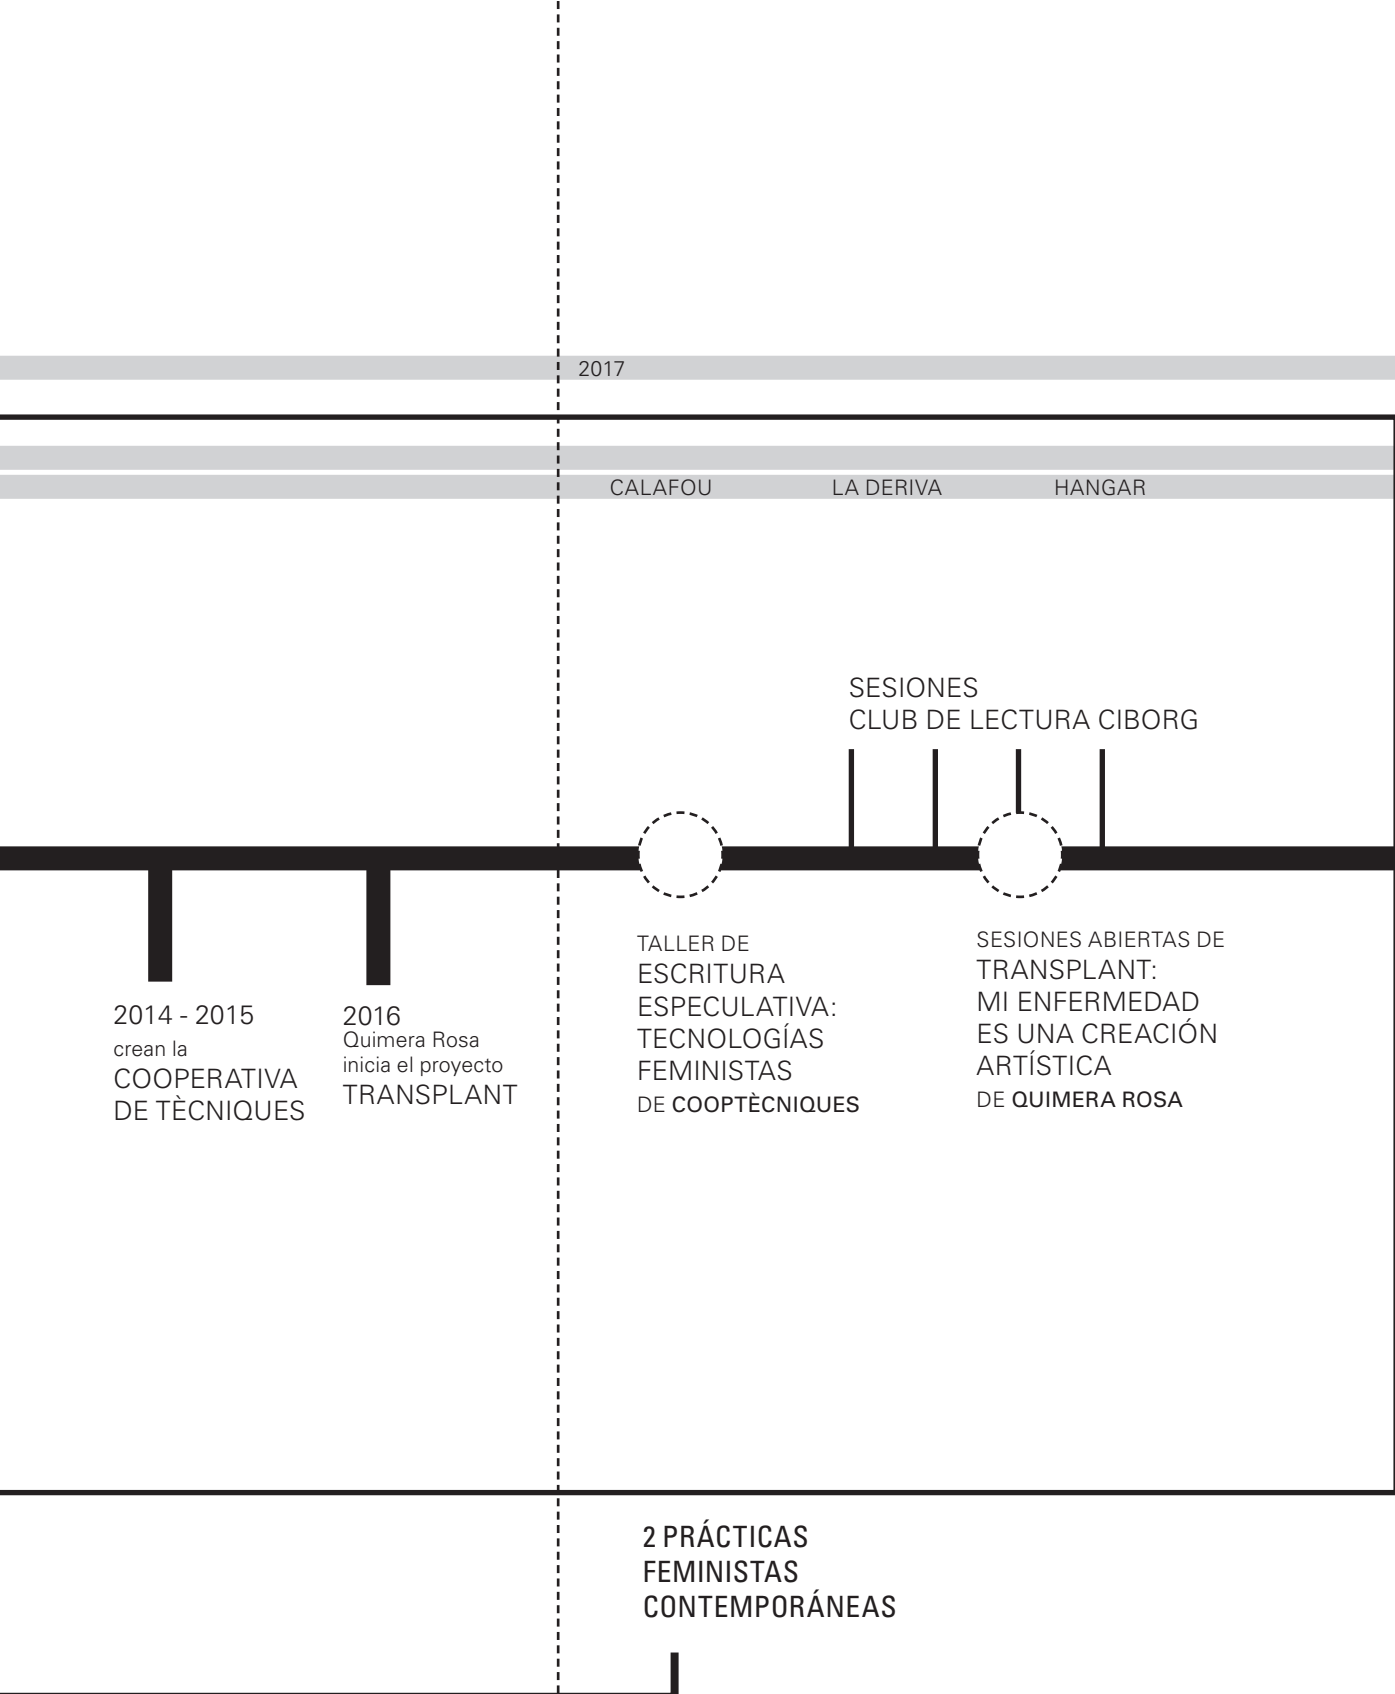 2017
CALAFOU
LA DERIVA
HANGAR
SESIONES
CLUB DE LECTURA CIBORG
2014 - 2015
crean la
COOPERATIVA
DE TÈCNIQUES
2016
Quimera Rosa
inicia el proyecto
TRANSPLANT
TALLER DE
ESCRITURA
ESPECULATIVA:
TECNOLOGÍAS
FEMINISTAS
DE COOPTÈCNIQUES
SESIONES ABIERTAS DE
TRANSPLANT:
MI ENFERMEDAD
ES UNA CREACIÓN
ARTÍSTICA
DE QUIMERA ROSA
2 PRÁCTICAS
FEMINISTAS
CONTEMPORÁNEAS